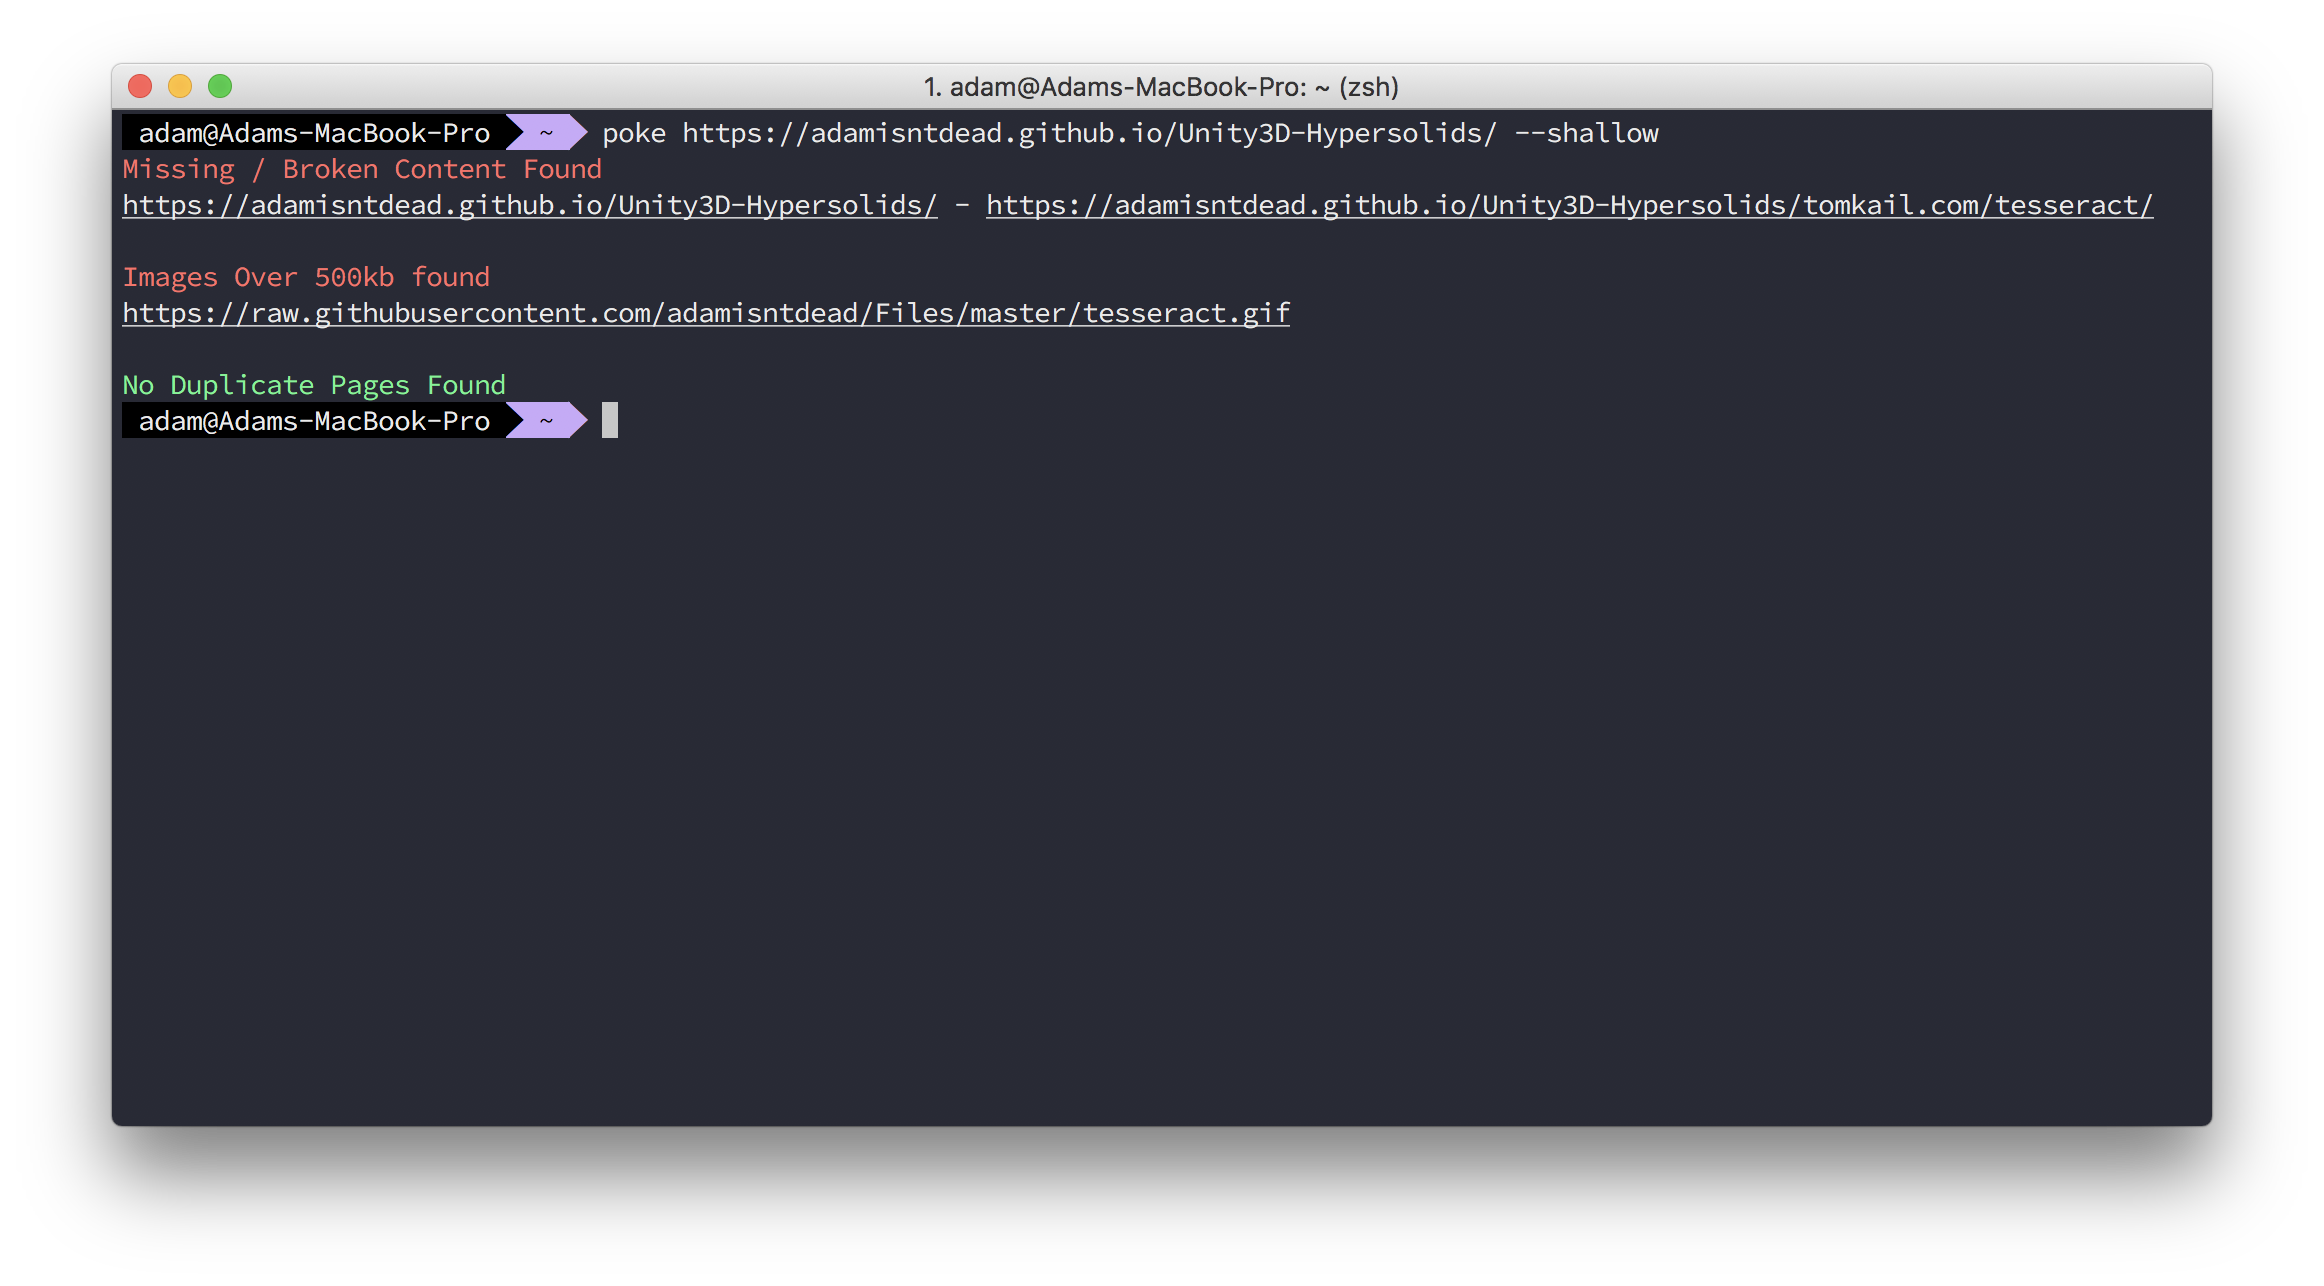 1. adam@Adams-MacBook-Pro: ~ (zsh)
adam@Adams-MacBook-Pro ~ poke https://adamisntdead.github.io/Unity3D-Hypersolids/ --shallow
Missing / Broken Content Found
https://adamisntdead.github.io/Unity3D-Hypersolids/ - https://adamisntdead.github.io/Unity3D-Hypersolids/tomkail.com/tesseract/
Images Over 500kb found
https://raw.githubusercontent.com/adamisntdead/Files/master/tesseract.gif
No Duplicate Pages Found
adam@Adams-MacBook-Pro ~